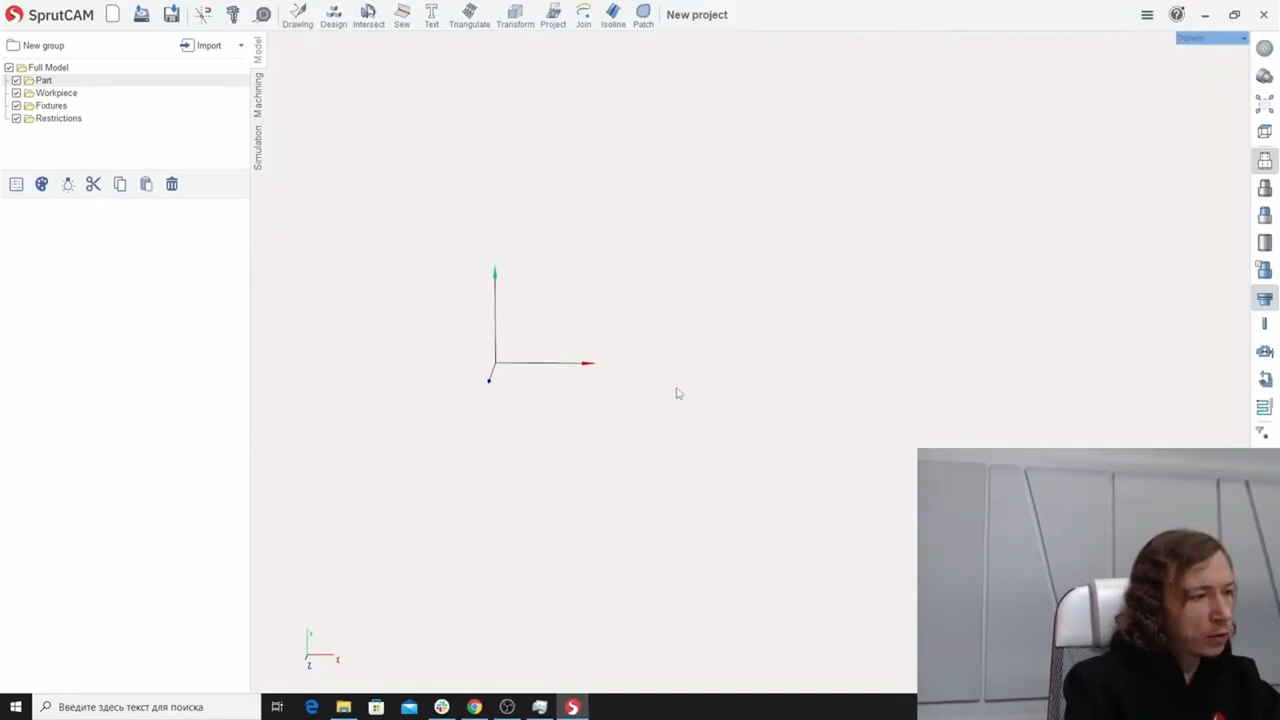 SprutCAM
Drawing
Design
Intersect
Sew
Text
Triangulate
Transform
Project
Join
Isoline
Patch
New project
New group
Import
Full Model
Part
Workpiece
Fixtures
Restrictions
Model
Machining
Simulation
Y
X
Z
Введите здесь текст для поиска